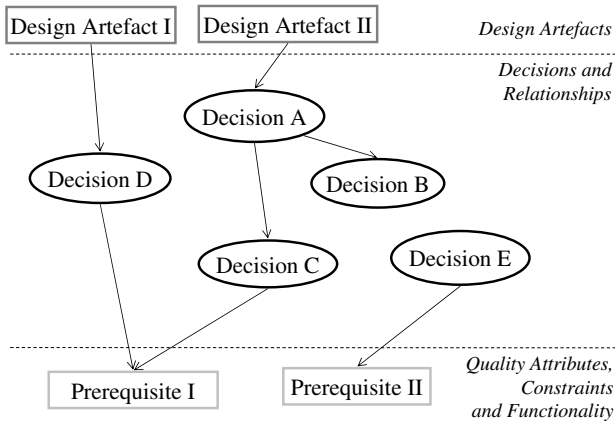 Design Artefact I
Design Artefact II
Design Artefacts
Decisions and
Relationships
Decision A
Decision D
Decision B
Decision C
Decision E
Prerequisite I
Prerequisite II
Quality Attributes,
Constraints
and Functionality